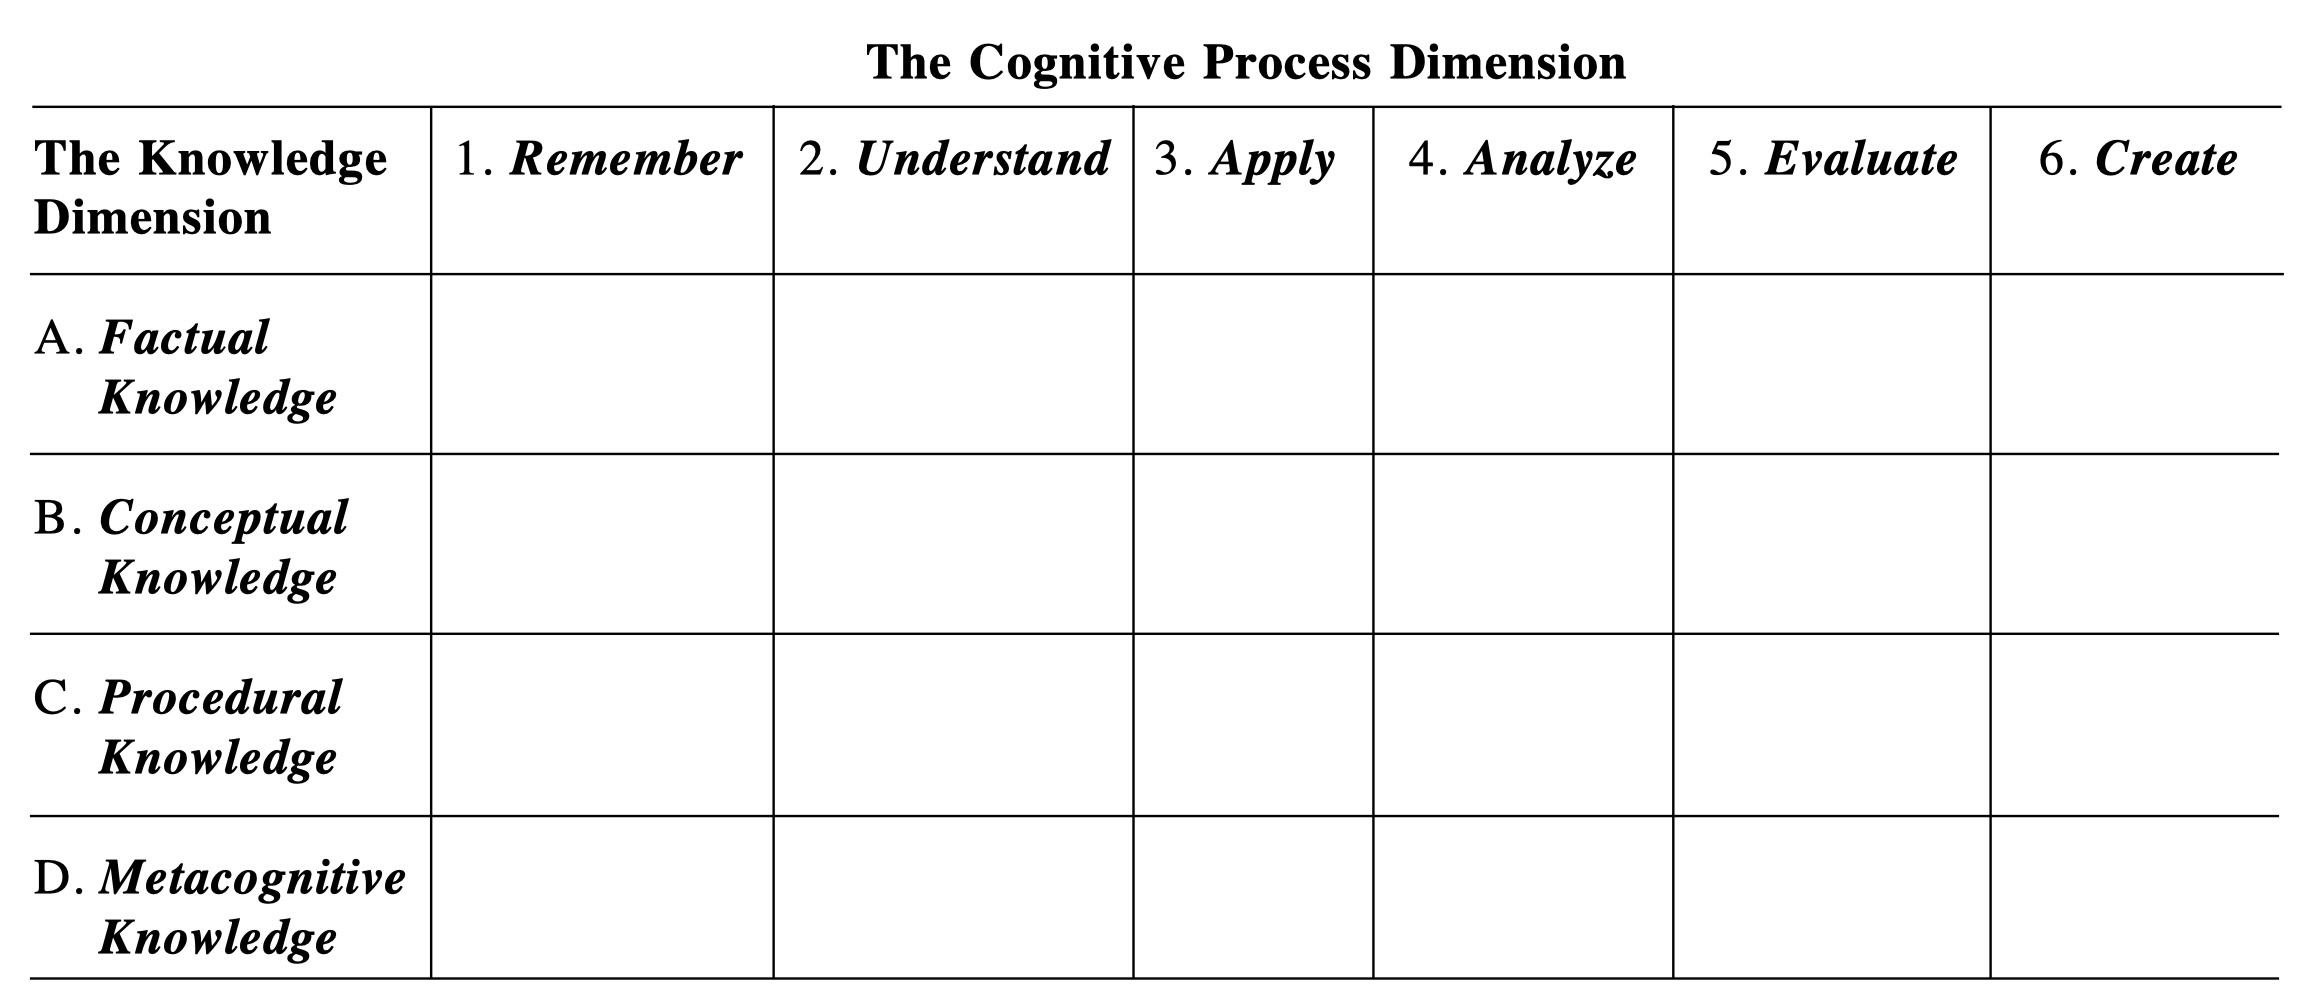 The Cognitive Process Dimension
The Knowledge Dimension
1. Remember
2. Understand
3. Apply
4. Analyze
5. Evaluate
6. Create
A. Factual
Knowledge
B. Conceptual
Knowledge
C. Procedural
Knowledge
D. Metacognitive
Knowledge